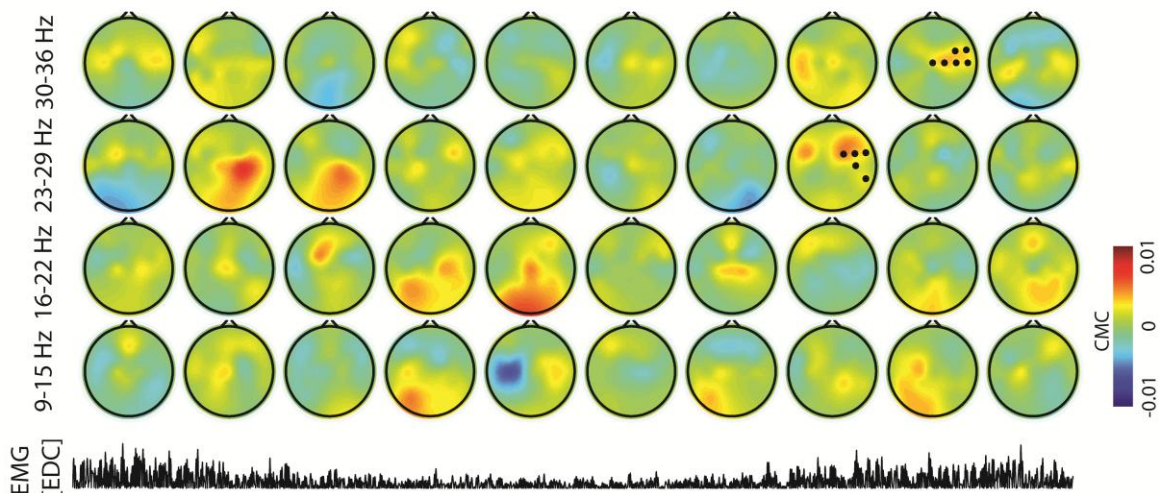 30-36 Hz
23-29 Hz
16-22 Hz
9-15 Hz
0.01
0
-0.01
CMC
EMG
[EDC]